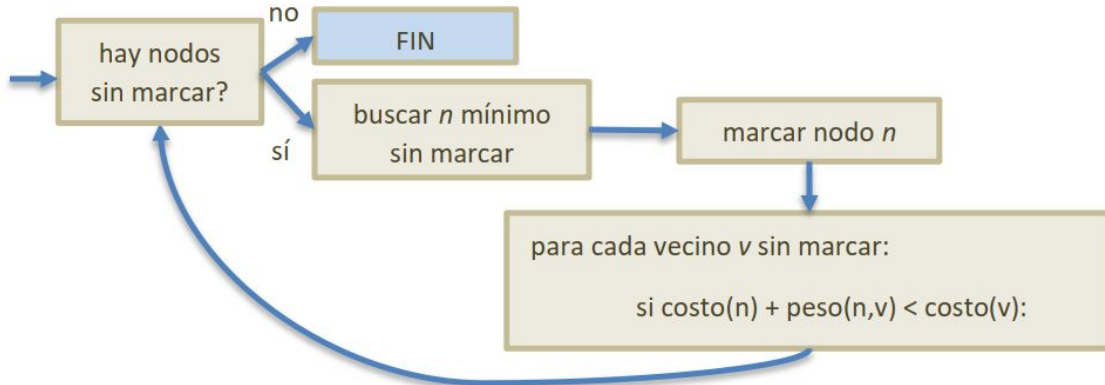 no
hay nodos
sin marcar?
FIN
sí
buscar n mínimo
sin marcar
marcar nodo n
para cada vecino v sin marcar:
si costo(n) + peso(n,v) < costo(v):